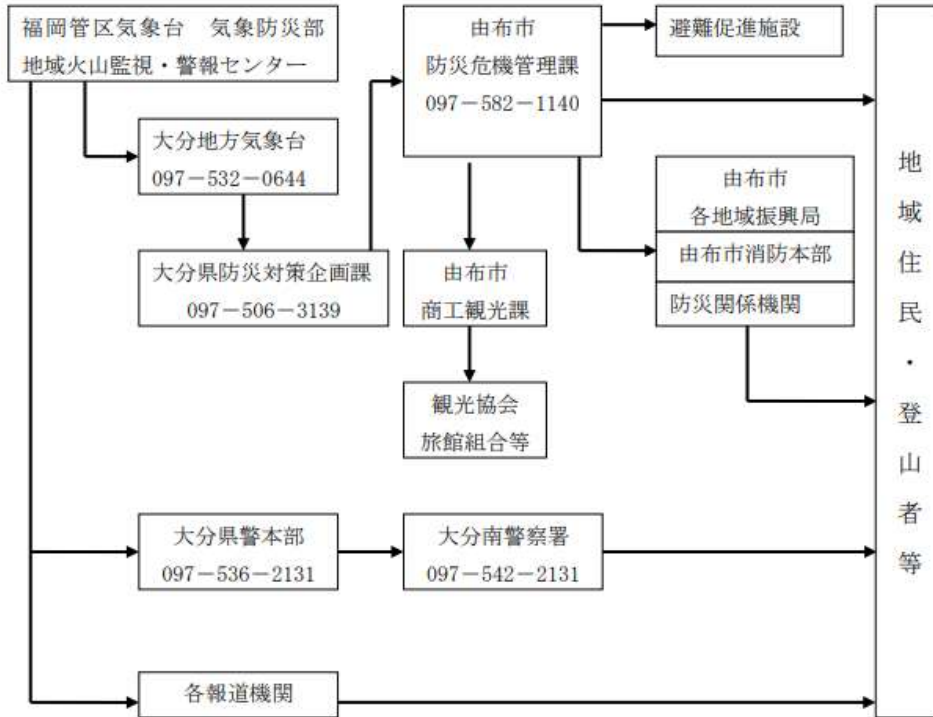 福岡管区気象台　気象防災部
地域火山監視・警報センター
大分地方気象台
097－532－0644
大分県防災対策企画課
097－506－3139
由布市
防災危機管理課
097－582－1140
避難促進施設
由布市
各地域振興局
由布市消防本部
防災関係機関
由布市
商工観光課
観光協会
旅館組合等
大分県警本部
097－536－2131
大分南警察署
097－542－2131
各報道機関
地域住民・登山者等